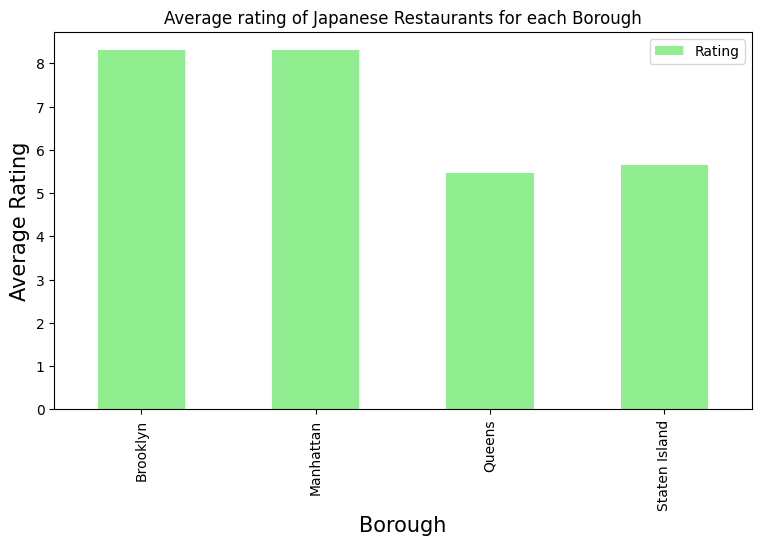 Average rating of Japanese Restaurants for each Borough
Rating
Average Rating
8
7
6
5
4
3
2
1
0
Brooklyn
Manhattan
Queens
Staten Island
Borough